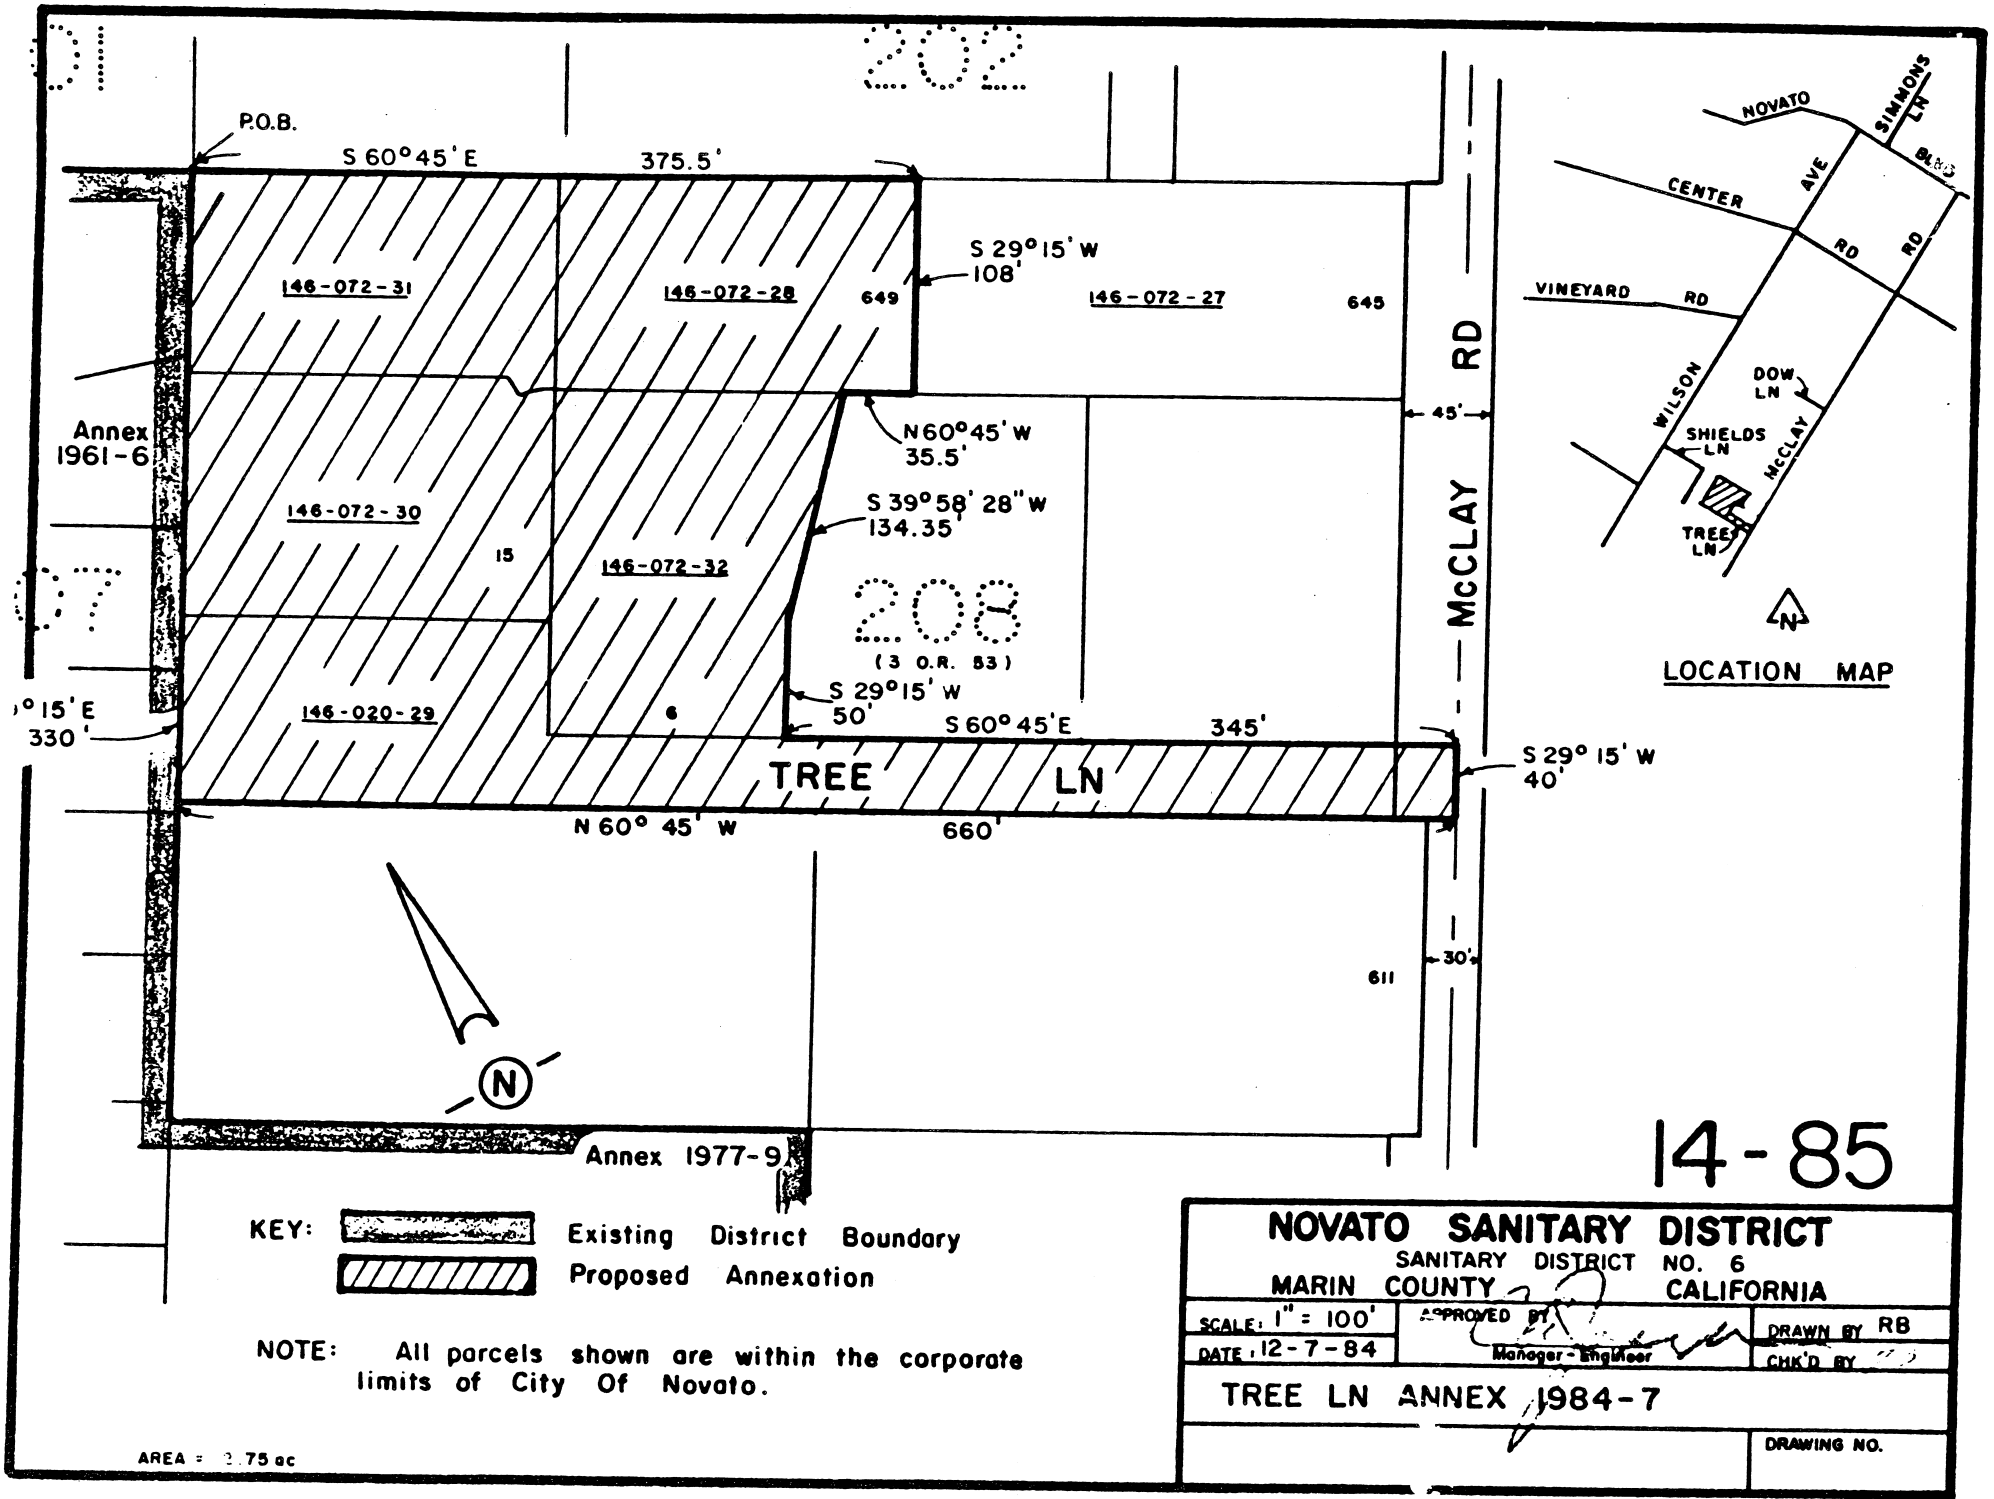 01
202
P.O.B.
S 60° 45' E
375.5'
S 29° 15' W
108'
146-072-31
146-072-28
649
146-072-27
645
Annex
1961-6
N 60° 45' W
35.5'
45'
McCLAY RD
S 39° 58' 28" W
134.35'
146-072-30
15
146-072-32
07
208
(3 O.R. 53)
° 15' E
330'
146-020-29
6
S 29° 15' W
50'
S 60° 45' E
345'
S 29° 15' W
40'
TREE LN
N 60° 45' W
660'
30'
611
N
Annex 1977-9
NOVATO
SIMMONS
LN
BLVD
AVE
CENTER
RD
RD
VINEYARD RD
WILSON
DOW
LN
SHIELDS
LN
McCLAY
TREE
LN
N
LOCATION MAP
14-85
KEY:
Existing District Boundary
Proposed Annexation
NOTE: All parcels shown are within the corporate
limits of City Of Novato.
AREA = .75 ac
NOVATO SANITARY DISTRICT
SANITARY DISTRICT NO. 6
MARIN COUNTY CALIFORNIA
SCALE: 1" = 100'
APPROVED BY
DRAWN BY RB
DATE: 12-7-84
Manager-Engineer
CHK'D BY
TREE LN ANNEX 1984-7
DRAWING NO.